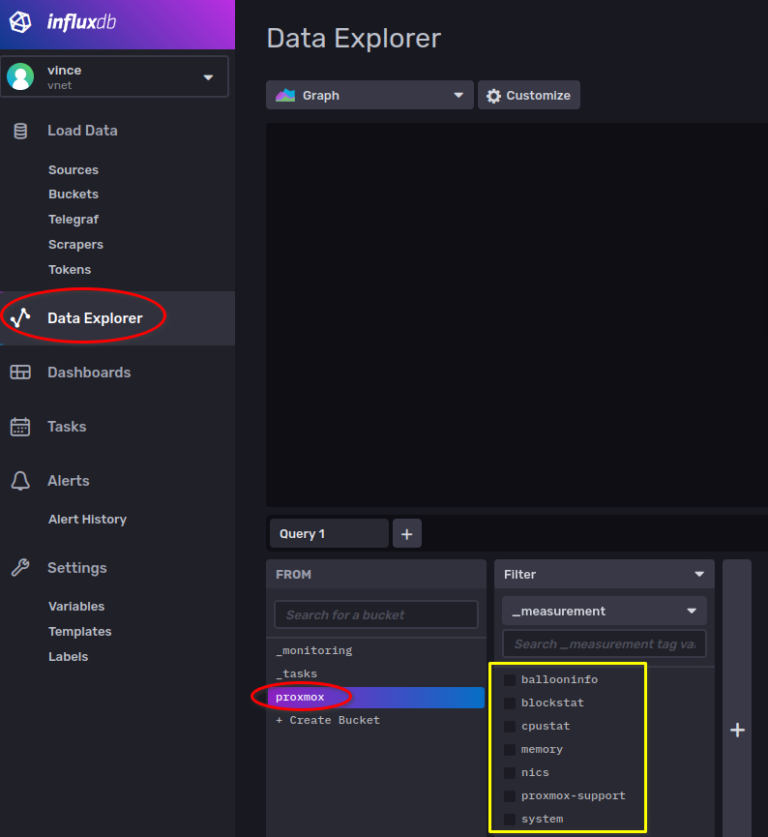 influxdb
vince
vnet
Load Data
Sources
Buckets
Telegraf
Scrapers
Tokens
Data Explorer
Dashboards
Tasks
Alerts
Alert History
Settings
Variables
Templates
Labels
Data Explorer
Graph
Customize
Query 1
+
FROM
Search for a bucket
_monitoring
_tasks
proxmox
+ Create Bucket
Filter
_measurement
Search _measurement tag va
balloninfo
blockstat
cpustat
memory
nics
proxmox-support
system
+